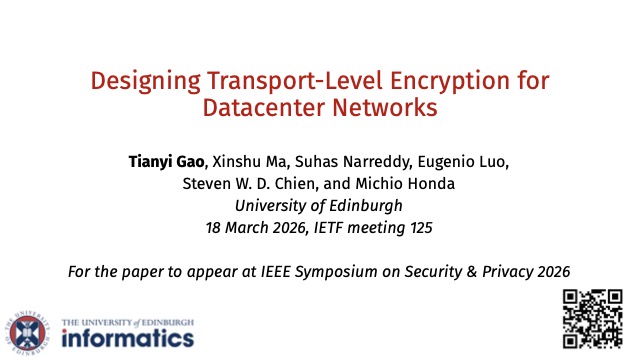 Designing Transport-Level Encryption for
Datacenter Networks
Tianyi Gao, Xinshu Ma, Suhas Narreddy, Eugenio Luo,
Steven W. D. Chien, and Michio Honda
University of Edinburgh
18 March 2026, IETF meeting 125
For the paper to appear at IEEE Symposium on Security & Privacy 2026
THE UNIVERSITY of EDINBURGH
informatics